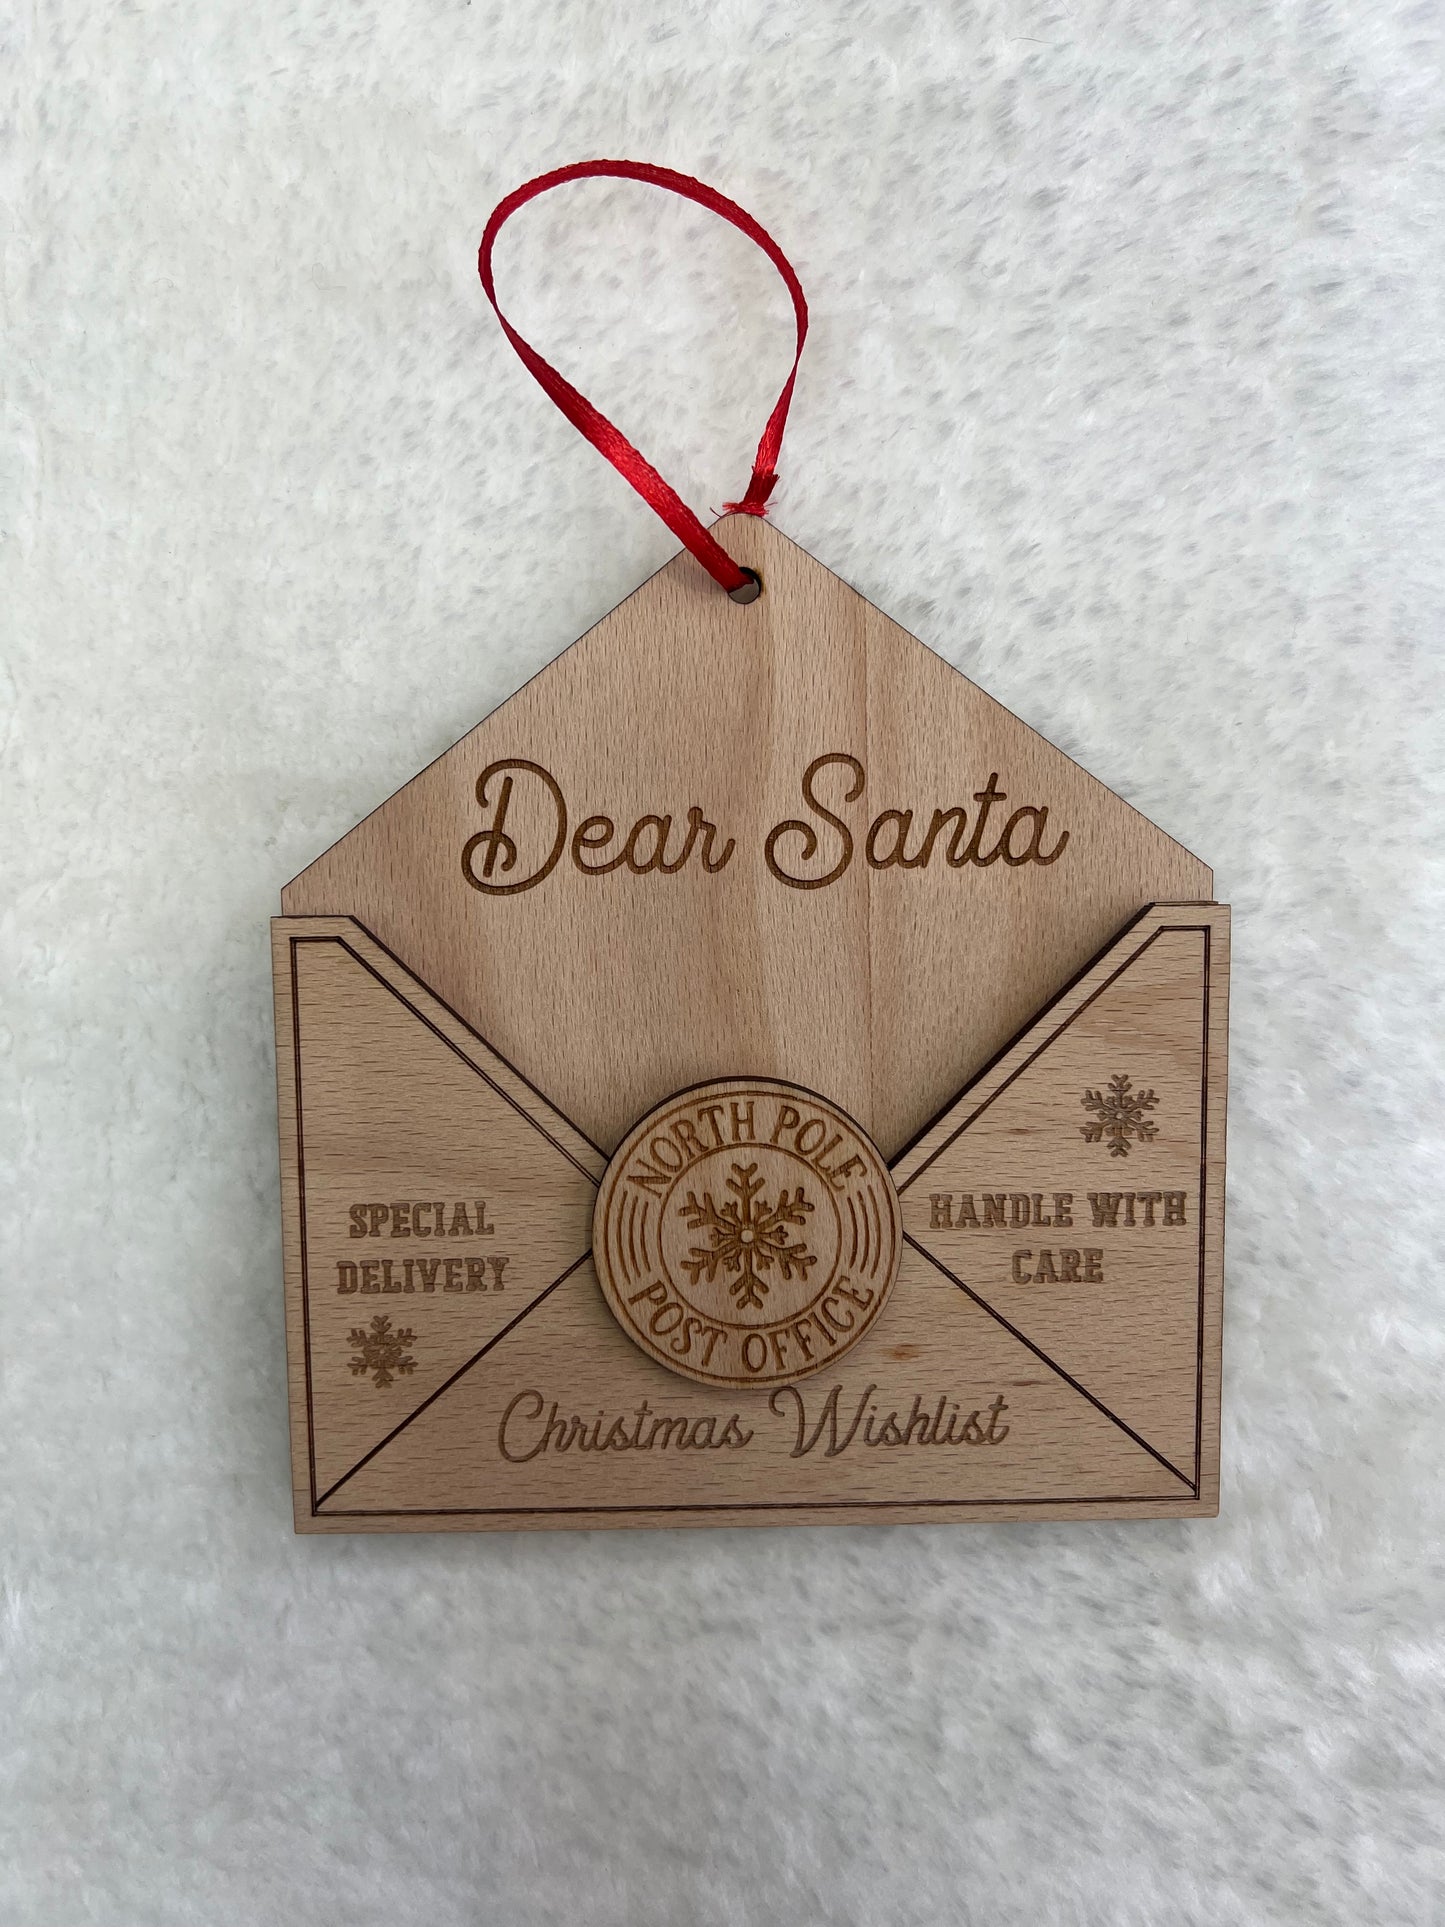 Dear Santa
NORTH POLE
POST OFFICE
SPECIAL
DELIVERY
HANDLE WITH
CARE
Christmas Wishlist